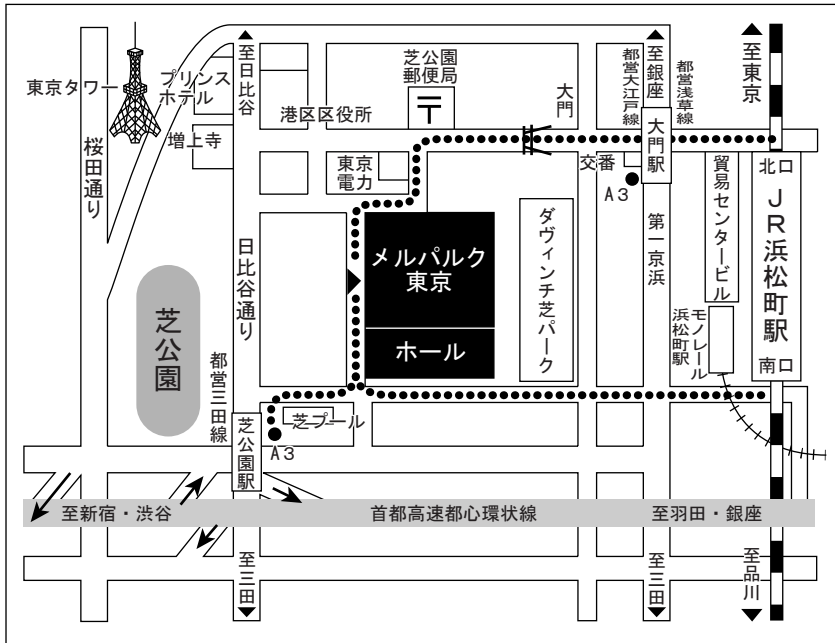 東京タワー
プリンス
ホテル
増上寺
桜田通り
至日比谷
港区区役所
芝公園
郵便局
〒
大門
都営大江戸線
至銀座
都営浅草線
至東京
大門駅
交番
A3
東京
電力
日比谷通り
メルパルク
東京
ホール
ダヴィンチ芝パーク
第一京浜
貿易センタービル
北口
JR浜松町駅
南口
モノレール
浜松町駅
芝公園
都営三田線
芝公園駅
芝プール
A3
至新宿・渋谷
首都高速都心環状線
至羽田・銀座
至三田
至三田
至品川